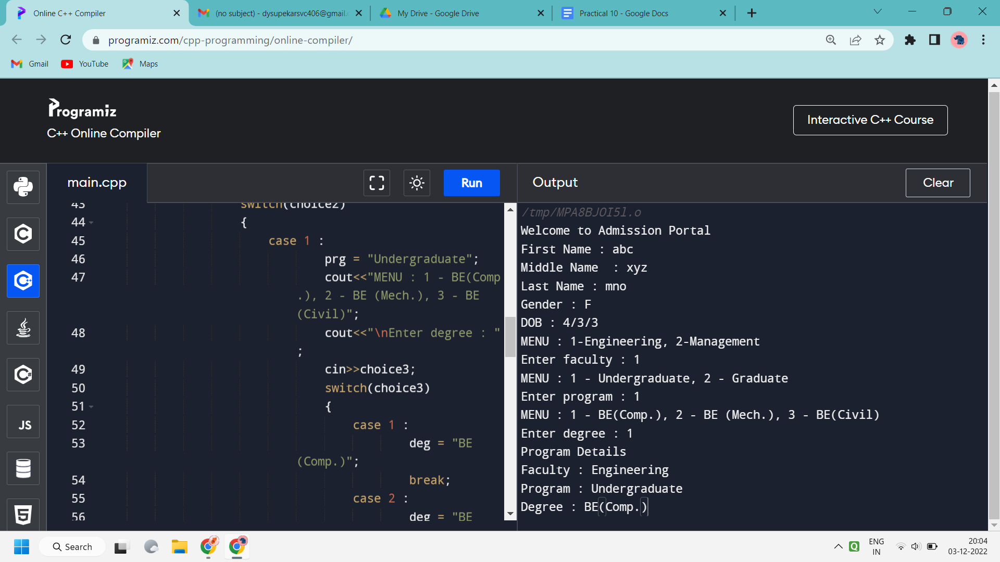 Online C++ Compiler
(no subject) - dysupekarsvc406@gmail.
My Drive - Google Drive
Practical 10 - Google Docs
programiz.com/cpp-programming/online-compiler/
Gmail
YouTube
Maps
Programiz
C++ Online Compiler
Interactive C++ Course
main.cpp
Run
Output
Clear
43 switch(choice2)
44 {
45 case 1 :
46 prg = "Undergraduate";
47 cout<<"MENU : 1 - BE(Comp
.), 2 - BE (Mech.), 3 - BE
(Civil)";
48 cout<<"\nEnter degree : "
;
49 cin>>choice3;
50 switch(choice3)
51 {
52 case 1 :
53 deg = "BE
(Comp.)";
54 break;
55 case 2 :
56 deg = "BE
/tmp/MPA8BJOI5l.o
Welcome to Admission Portal
First Name : abc
Middle Name  : xyz
Last Name : mno
Gender : F
DOB : 4/3/3
MENU : 1-Engineering, 2-Management
Enter faculty : 1
MENU : 1 - Undergraduate, 2 - Graduate
Enter program : 1
MENU : 1 - BE(Comp.), 2 - BE (Mech.), 3 - BE(Civil)
Enter degree : 1
Program Details
Faculty : Engineering
Program : Undergraduate
Degree : BE(Comp.)
JS
Search
ENG
IN
20:04
03-12-2022